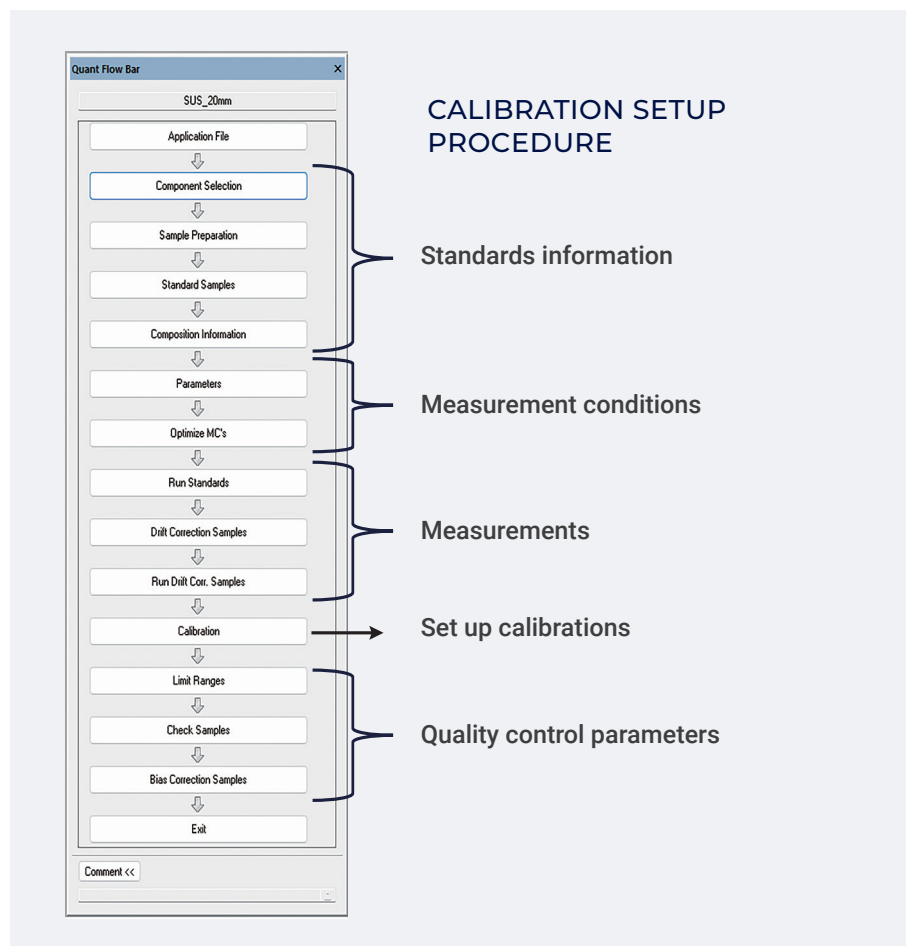 Quant Flow Bar
SUS_20mm
Application File
Component Selection
Sample Preparation
Standard Samples
Composition Information
Parameters
Optimize MC's
Run Standards
Drift Correction Samples
Run Drift Corr. Samples
Calibration
Limit Ranges
Check Samples
Bias Correction Samples
Exit
Comment <<
CALIBRATION SETUP
PROCEDURE
Standards information
Measurement conditions
Measurements
Set up calibrations
Quality control parameters